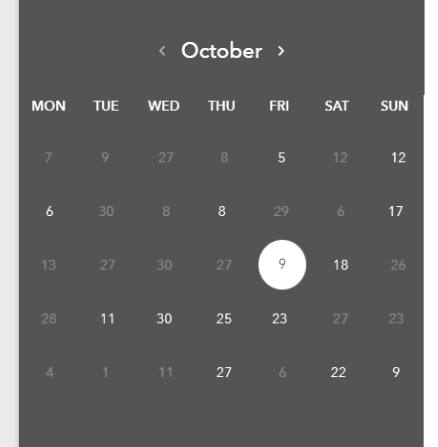 ‹ October ›
MON TUE WED THU FRI SAT SUN
7 9 27 8 5 12 12
6 30 8 8 29 6 17
13 27 30 27 9 18 26
28 11 30 25 23 27 23
4 1 11 27 6 22 9